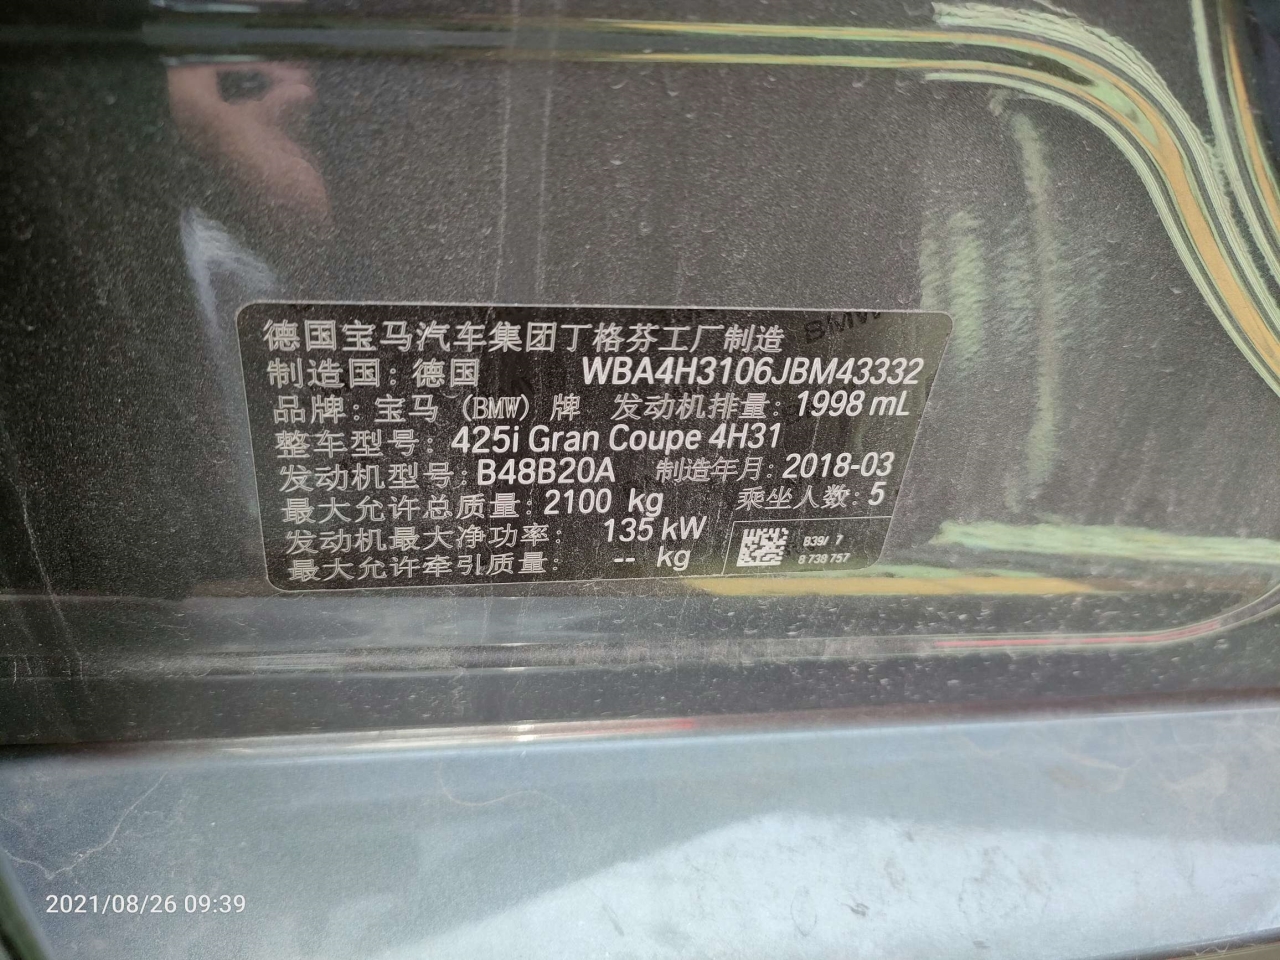 德国宝马汽车集团丁格芬工厂制造
制造国：德国 WBA4H3106JBM43332
品牌：宝马（BMW）牌 发动机排量：1998 mL
整车型号：425i Gran Coupe 4H31
发动机型号：B48B20A 制造年月：2018-03
最大允许总质量：2100 kg 乘坐人数：5
发动机最大净功率： 135 kW
最大允许牵引质量： -- kg
B39/ 7
8 738 757
BMW
2021/08/26 09:39